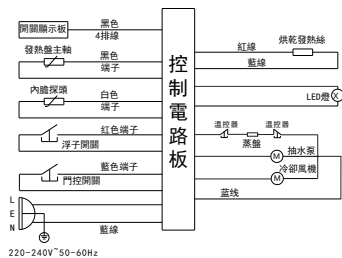 開關顯示板
黑色
4排線
發熱盤主軸
黑色
端子
內膽探頭
白色
端子
紅色端子
浮子開關
藍色端子
門控開關
L
E
N
藍線
220-240V~50-60Hz
控制電路板
紅線
烘乾發熱絲
藍線
LED燈
溫控器
溫控器
蒸盤
M
抽水泵
冷卻風機
M
蓝线